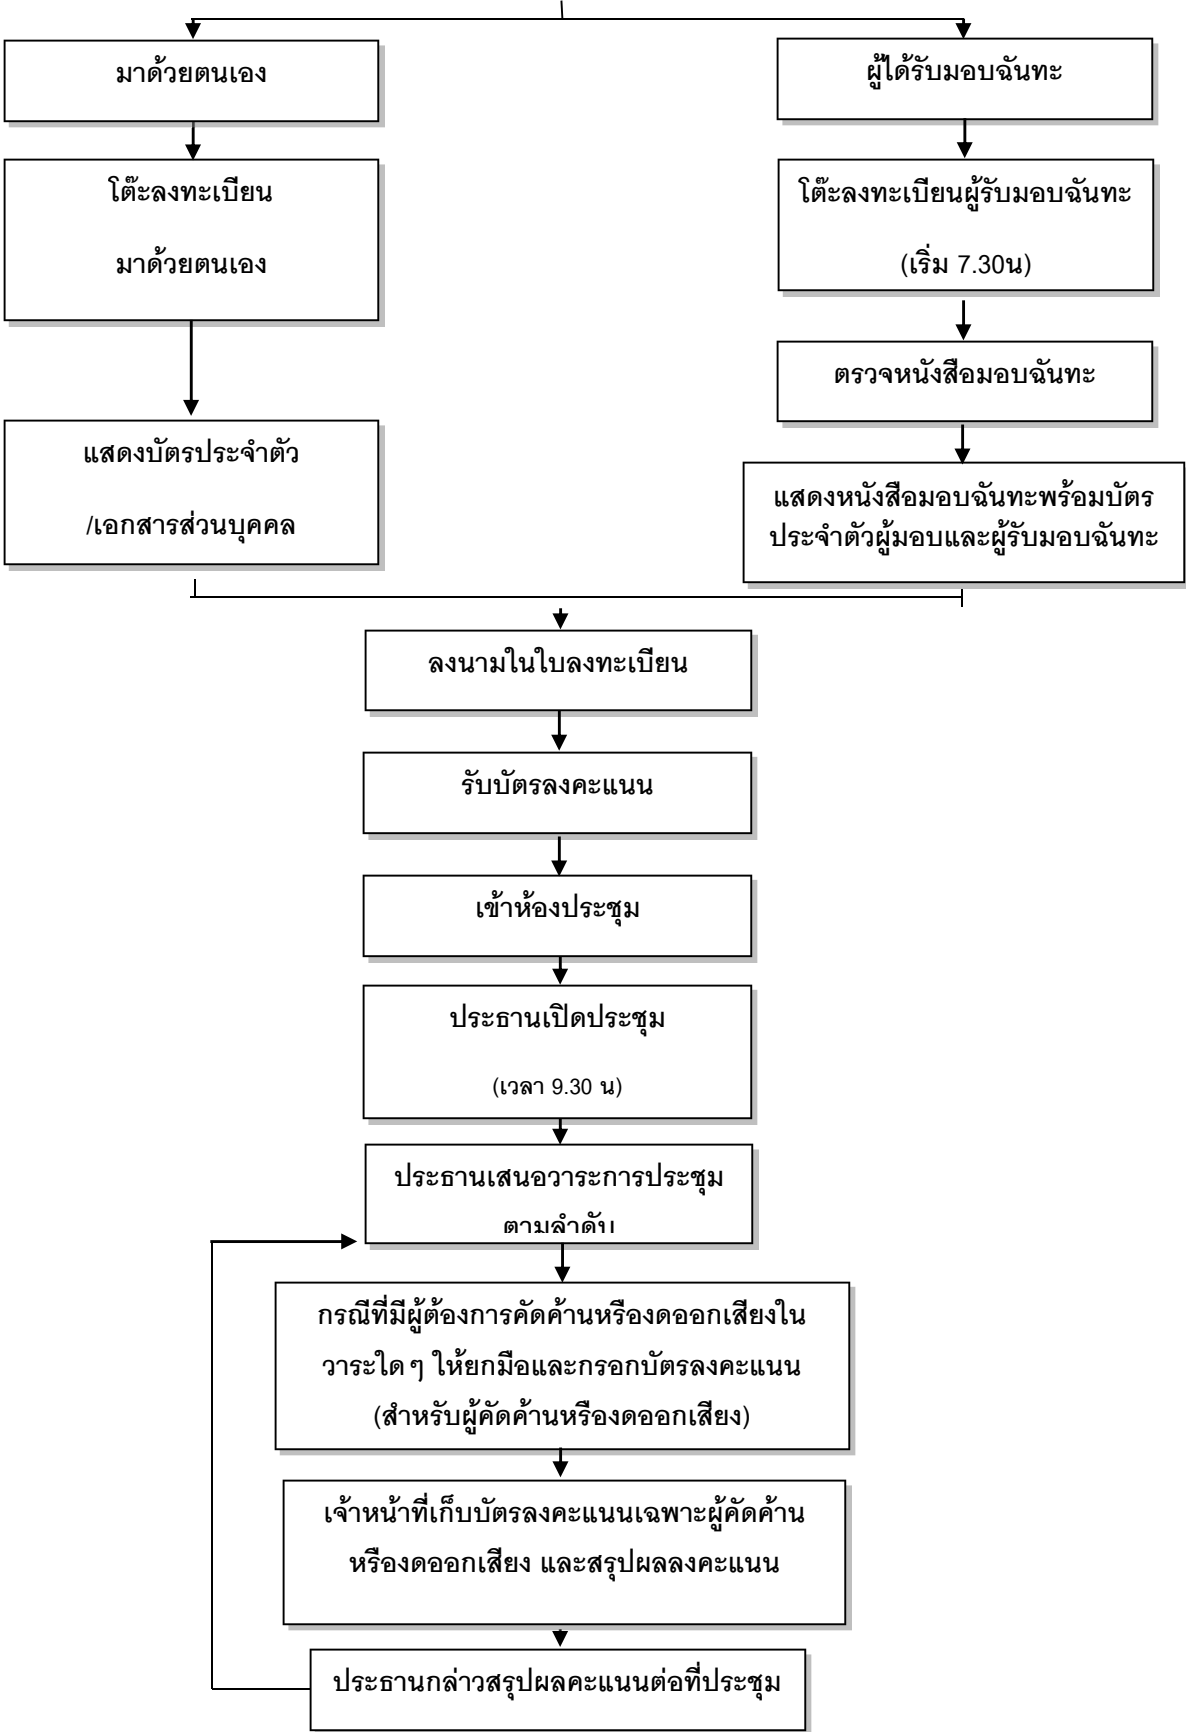 มาด้วยตนเอง
ผู้ได้รับมอบฉันทะ
โต๊ะลงทะเบียน
มาด้วยตนเอง
โต๊ะลงทะเบียนผู้รับมอบฉันทะ
(เริ่ม 7.30น)
ตรวจหนังสือมอบฉันทะ
แสดงบัตรประจำตัว
/เอกสารส่วนบุคคล
แสดงหนังสือมอบฉันทะพร้อมบัตร
ประจำตัวผู้มอบและผู้รับมอบฉันทะ
ลงนามในใบลงทะเบียน
รับบัตรลงคะแนน
เข้าห้องประชุม
ประธานเปิดประชุม
(เวลา 9.30 น)
ประธานเสนอวาระการประชุม
ตามลำดับ
กรณีที่มีผู้ต้องการคัดค้านหรืองดออกเสียงใน
วาระใด ๆ ให้ยกมือและกรอกบัตรลงคะแนน
(สำหรับผู้คัดค้านหรืองดออกเสียง)
เจ้าหน้าที่เก็บบัตรลงคะแนนเฉพาะผู้คัดค้าน
หรืองดออกเสียง และสรุปผลลงคะแนน
ประธานกล่าวสรุปผลคะแนนต่อที่ประชุม